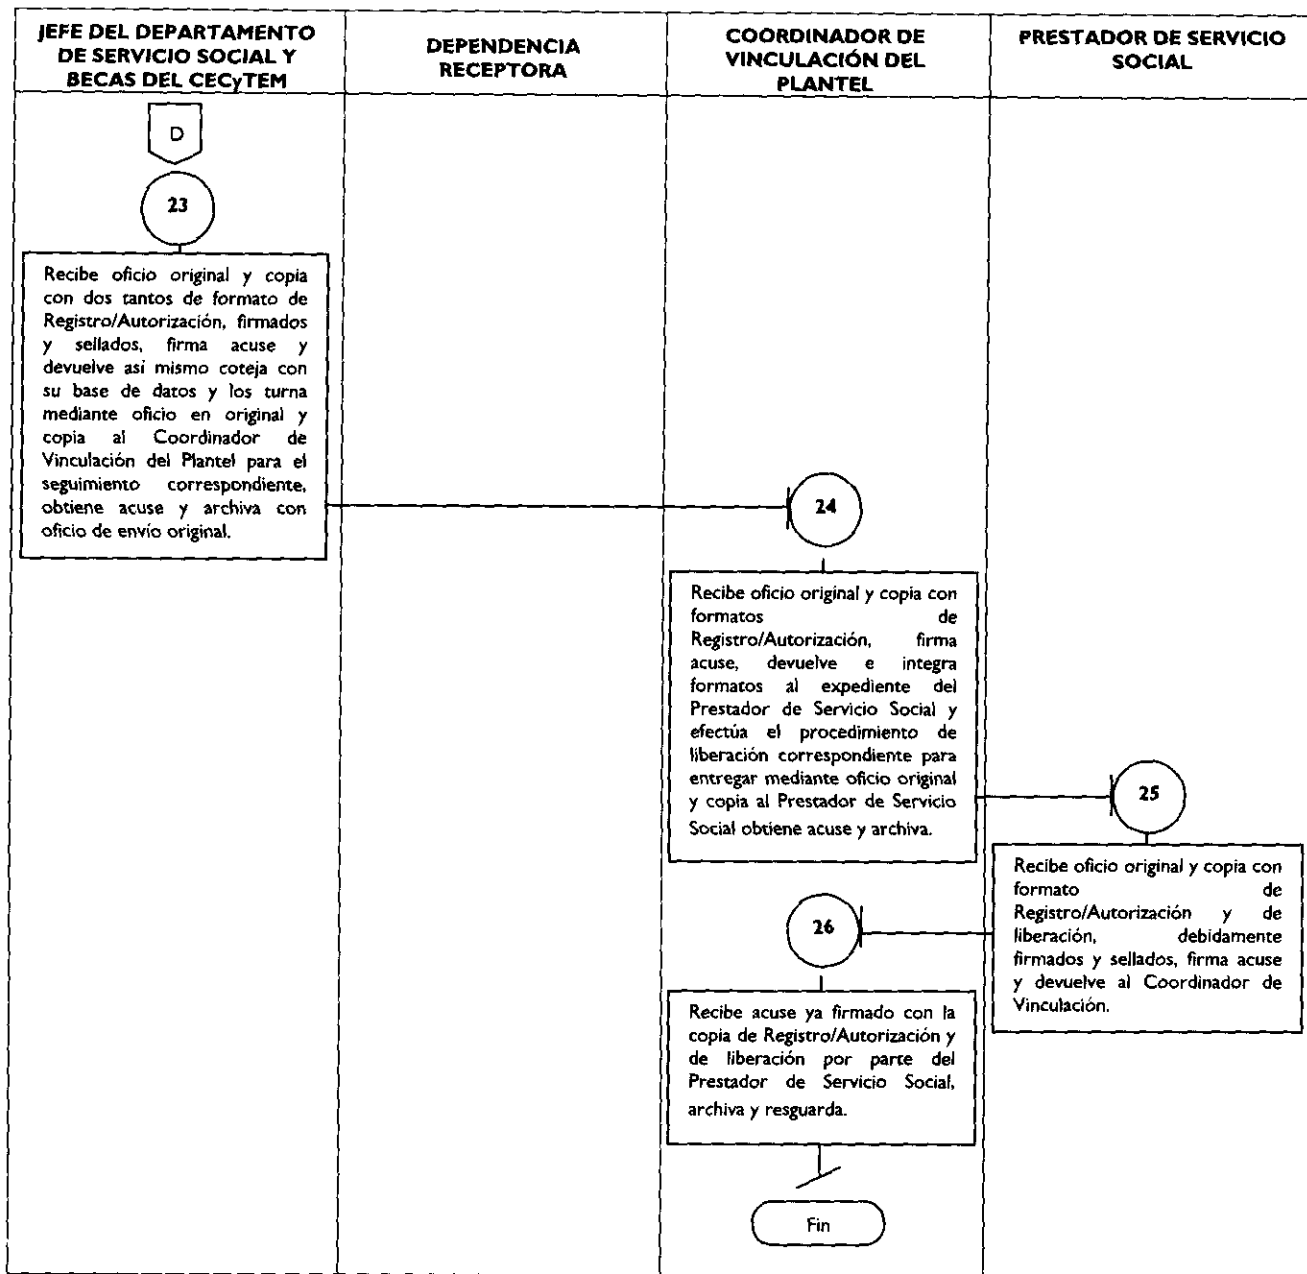 JEFE DEL DEPARTAMENTO
DE SERVICIO SOCIAL Y
BECAS DEL CECyTEM
DEPENDENCIA
RECEPTORA
COORDINADOR DE
VINCULACIÓN DEL
PLANTEL
PRESTADOR DE SERVICIO
SOCIAL
D
23
Recibe oficio original y copia
con dos tantos de formato de
Registro/Autorización, firmados
y sellados, firma acuse y
devuelve así mismo coteja con
su base de datos y los turna
mediante oficio en original y
copia al Coordinador de
Vinculación del Plantel para el
seguimiento correspondiente,
obtiene acuse y archiva con
oficio de envío original.
24
Recibe oficio original y copia con
formatos de
Registro/Autorización, firma
acuse, devuelve e integra
formatos al expediente del
Prestador de Servicio Social y
efectúa el procedimiento de
liberación correspondiente para
entregar mediante oficio original
y copia al Prestador de Servicio
Social obtiene acuse y archiva.
25
Recibe oficio original y copia con
formato de
Registro/Autorización y de
liberación, debidamente
firmados y sellados, firma acuse
y devuelve al Coordinador de
Vinculación.
26
Recibe acuse ya firmado con la
copia de Registro/Autorización y
de liberación por parte del
Prestador de Servicio Social,
archiva y resguarda.
Fin